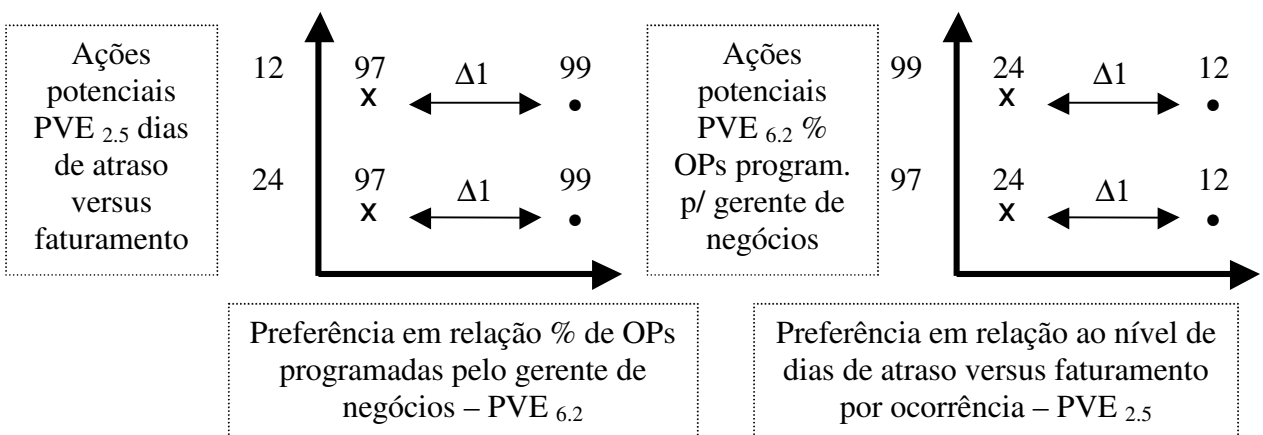 Ações
potenciais
PVE 2.5 dias
de atraso
versus
faturamento
12
97
x
Δ1
99
24
97
x
Δ1
99
Preferência em relação % de OPs
programadas pelo gerente de
negócios – PVE 6.2
Ações
potenciais
PVE 6.2 %
OPs program.
p/ gerente de
negócios
99
24
x
Δ1
12
97
24
x
Δ1
12
Preferência em relação ao nível de
dias de atraso versus faturamento
por ocorrência – PVE 2.5